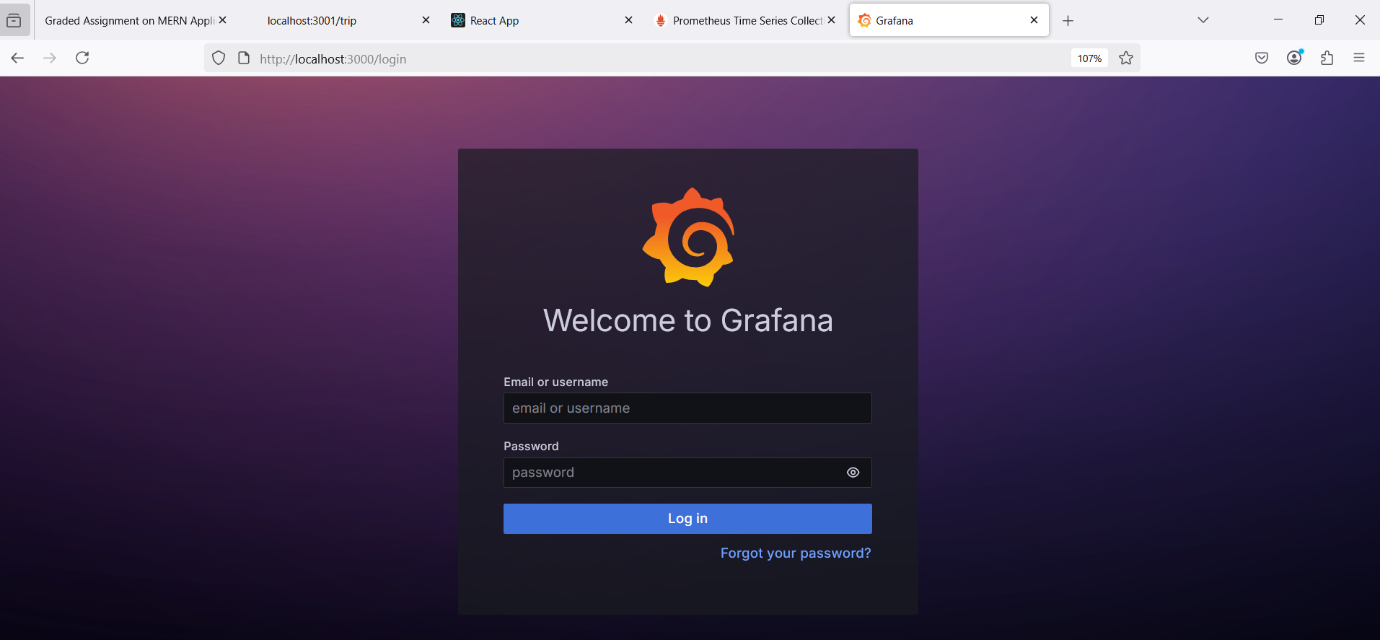 Graded Assignment on MERN Appli
localhost:3001/trip
React App
Prometheus Time Series Collect
Grafana
http://localhost:3000/login
107%
Welcome to Grafana
Email or username
email or username
Password
password
Log in
Forgot your password?